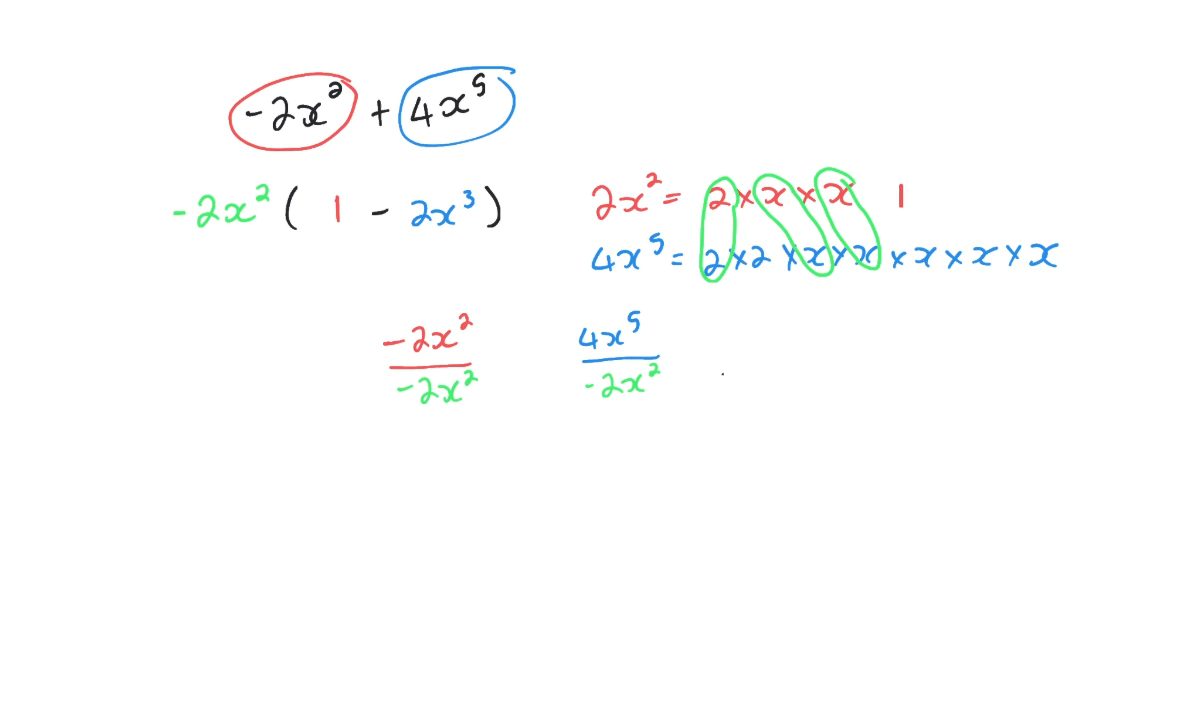 -2x² + 4x⁵
-2x² ( 1 - 2x³ )
2x² = 2 × x × x 1
4x⁵ = 2 × 2 × x × x × x × x × x
-2x² / -2x² 4x⁵ / -2x²